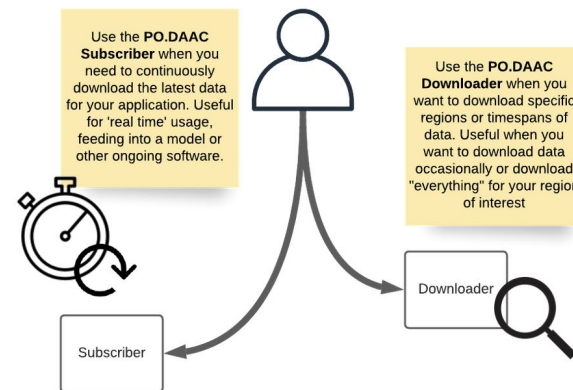 Use the PO.DAAC
Subscriber when you
need to continuously
download the latest data
for your application. Useful
for 'real time' usage,
feeding into a model or
other ongoing software.
Use the PO.DAAC
Downloader when you
want to download specific
regions or timespans of
data. Useful when you
want to download data
occasionally or download
"everything" for your region
of interest
Downloader
Subscriber